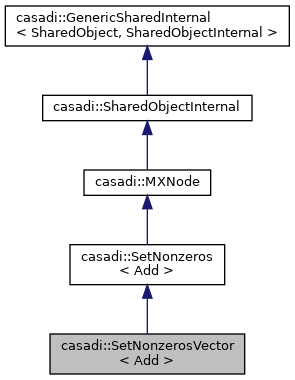 casadi::GenericSharedInternal
< SharedObject, SharedObjectInternal >
casadi::SharedObjectInternal
casadi::MXNode
casadi::SetNonzeros
< Add >
casadi::SetNonzerosVector
< Add >